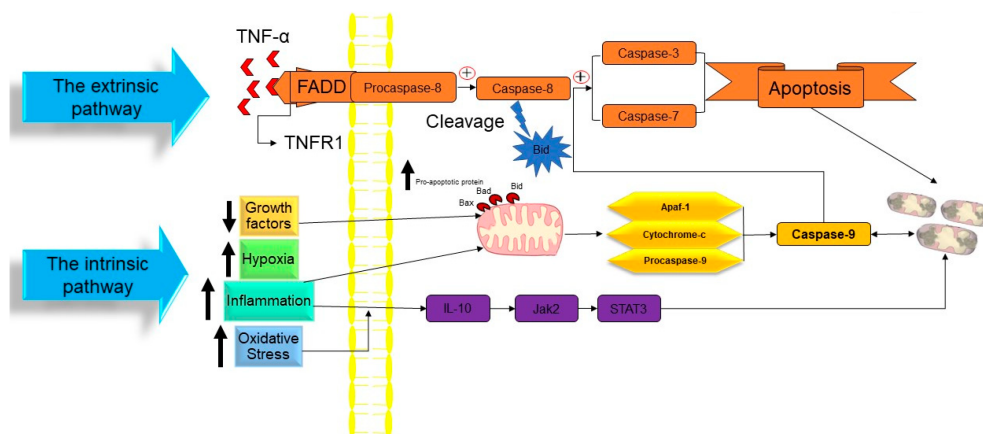 TNF-α
The extrinsic
pathway
FADD
Procaspase-8
+
Caspase-8
+
Caspase-3
Caspase-7
Apoptosis
TNFR1
Cleavage
Bid
Pro-apoptotic protein
Bax
Bad
Bid
The intrinsic
pathway
Growth
factors
Hypoxia
Inflammation
Oxidative
Stress
Apaf-1
Cytochrome-c
Procaspase-9
Caspase-9
IL-10
Jak2
STAT3